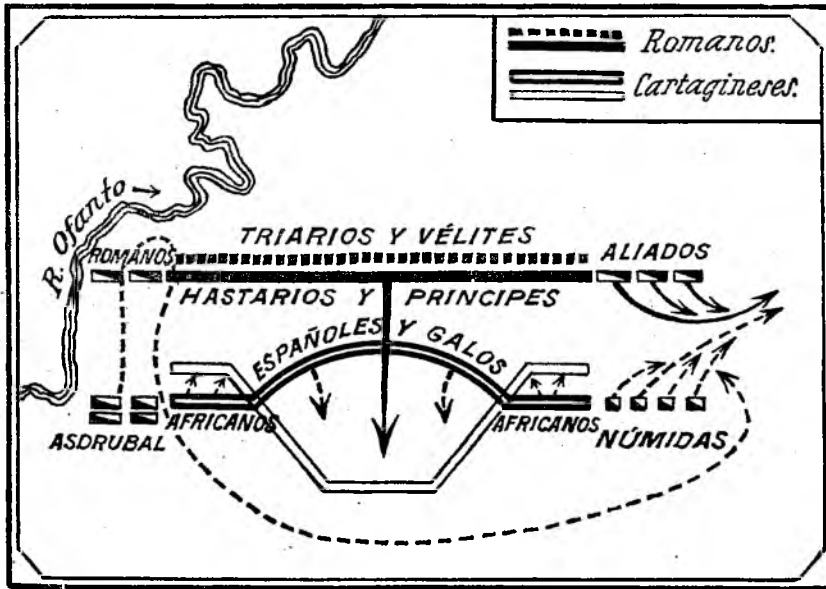 Romanos.
Cartagineses.
R. Ofanto
ROMANOS
TRIARIOS Y VÉLITES
ALIADOS
HASTARIOS Y PRINCIPES
ESPAÑOLES Y GALOS
ASDRUBAL
AFRICANOS
AFRICANOS
NÚMIDAS